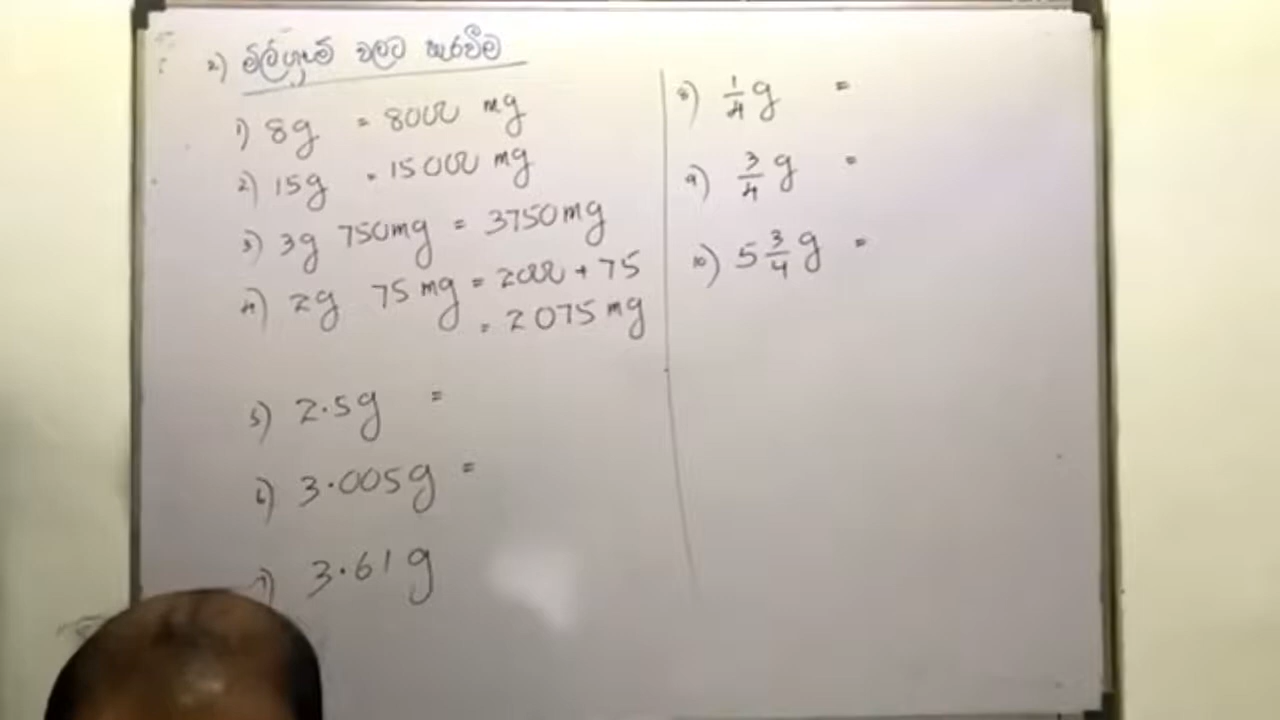 2) මිලිග්‍රෑම් වලට හැරවීම
1) 8g = 8000 mg
2) 15g = 15000 mg
3) 3g 750mg = 3750mg
4) 2g 75 mg = 2000 + 75
= 2075 mg
5) 2.5g =
6) 3.005g =
7) 3.61g
8) 1/4 g =
9) 3/4 g =
10) 5 3/4 g =